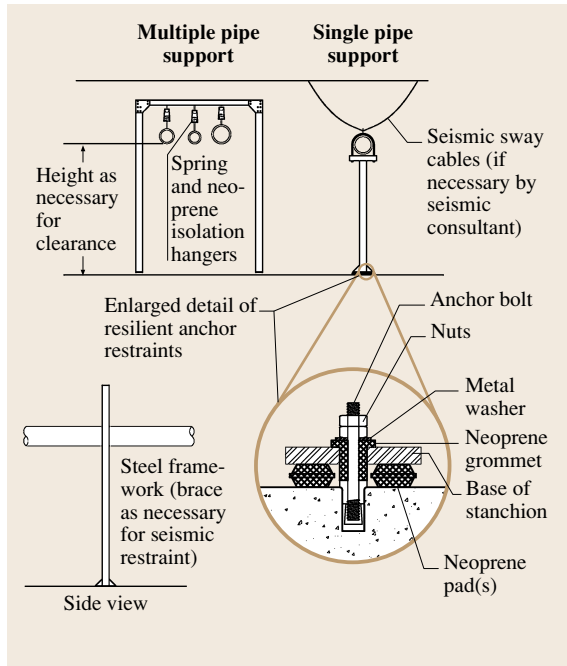 Multiple pipe
support
Single pipe
support
Height as
necessary
for
clearance
Spring
and neo-
prene
isolation
hangers
Seismic sway
cables (if
necessary by
seismic
consultant)
Enlarged detail of
resilient anchor
restraints
Anchor bolt
Nuts
Metal
washer
Neoprene
grommet
Base of
stanchion
Neoprene
pad(s)
Steel frame-
work (brace
as necessary
for seismic
restraint)
Side view